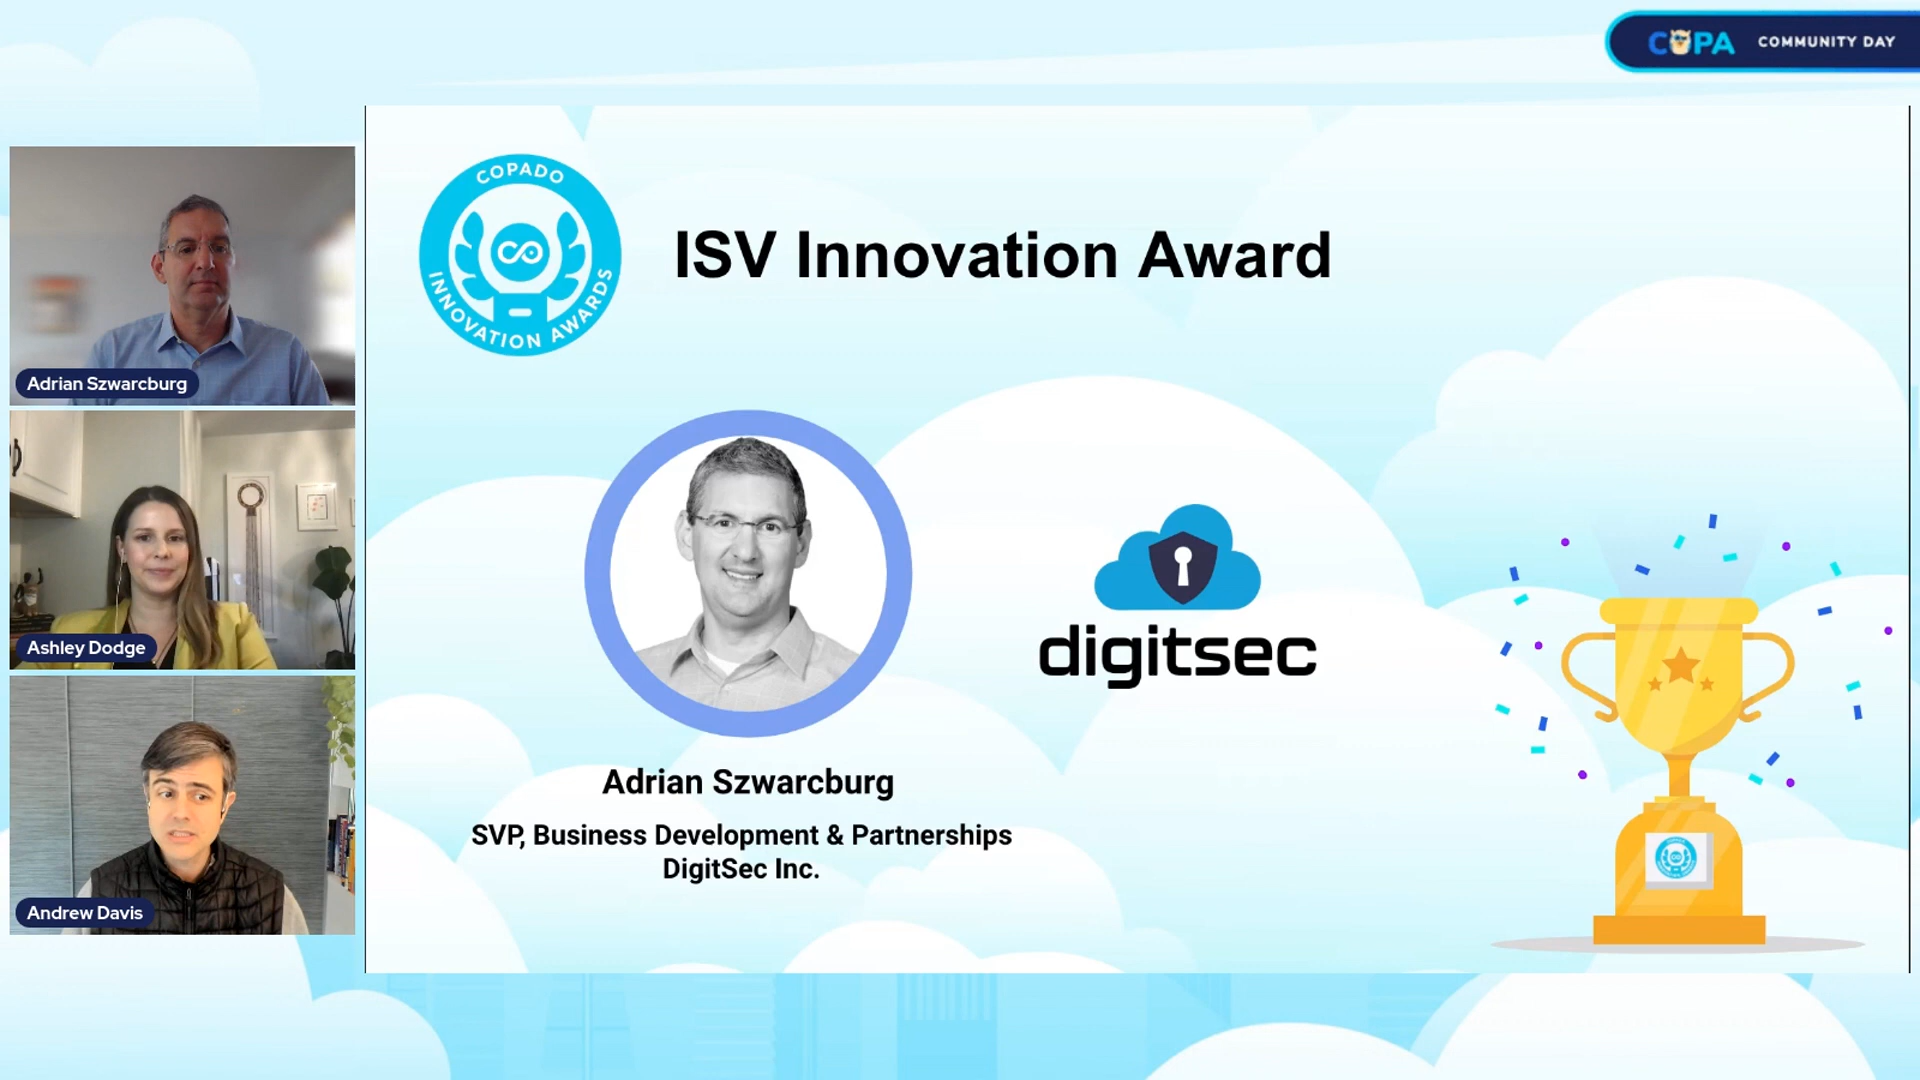 COPA COMMUNITY DAY
COPADO
INNOVATION AWARDS
ISV Innovation Award
Adrian Szwarcburg
Ashley Dodge
Andrew Davis
digitsec
Adrian Szwarcburg
SVP, Business Development & Partnerships
DigitSec Inc.